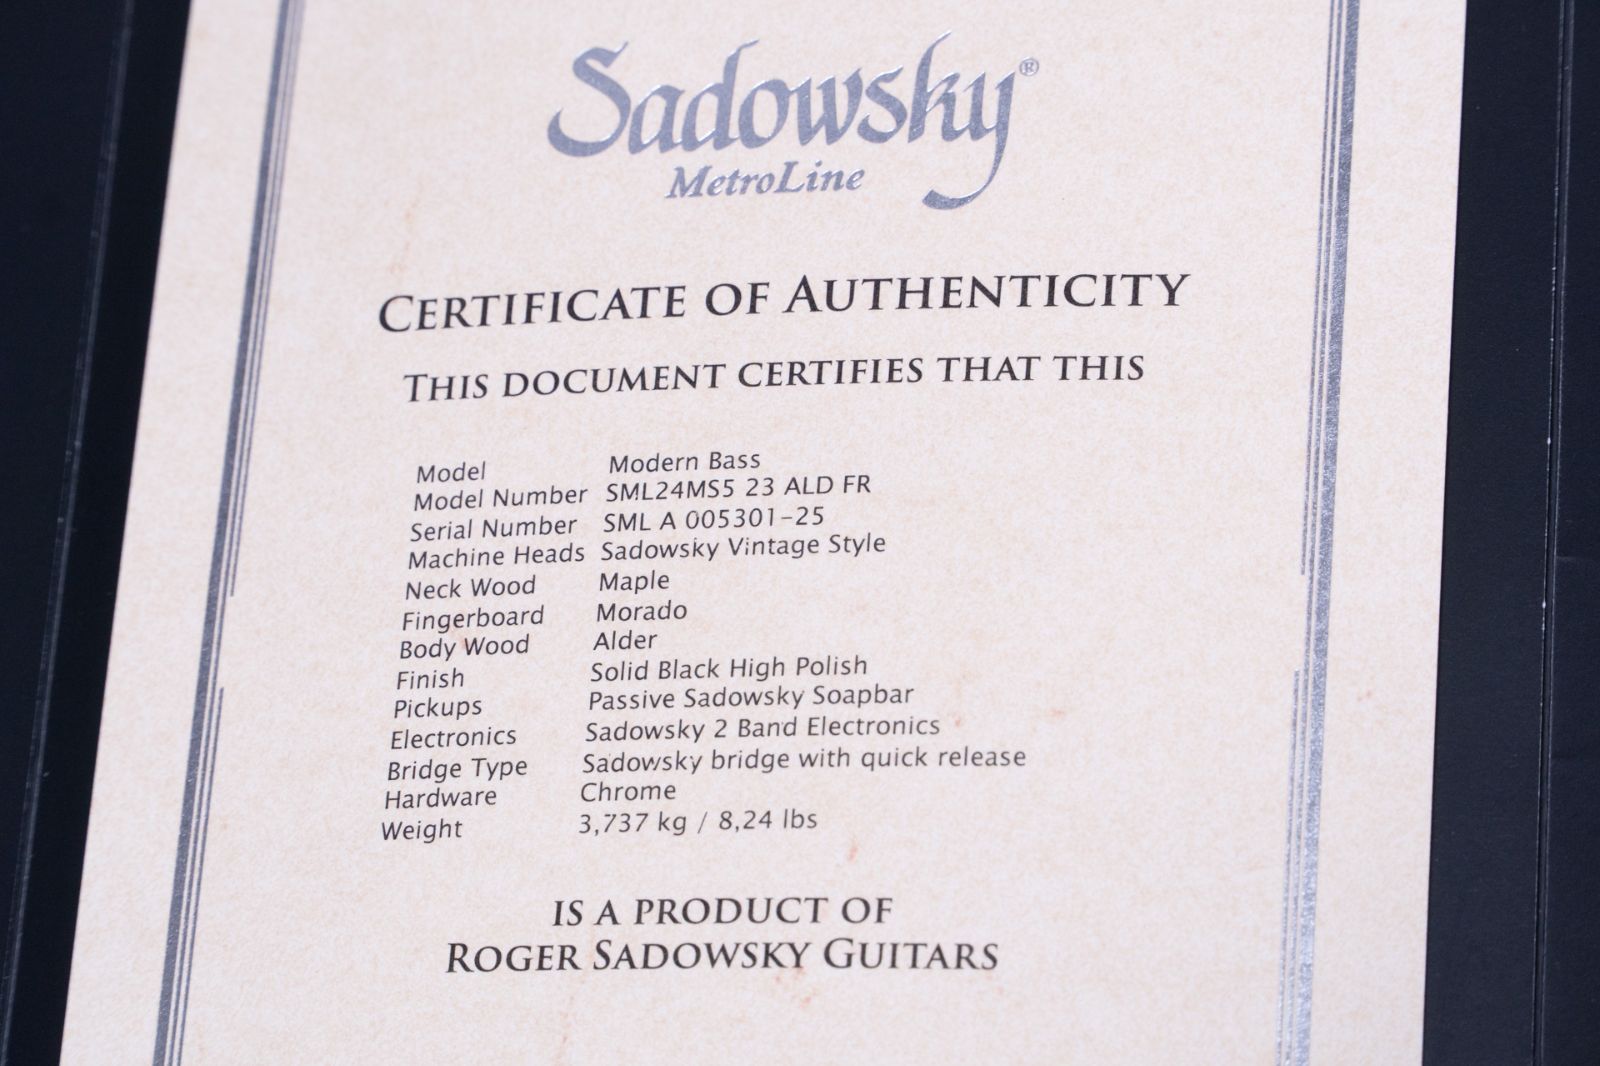 Sadowsky®
MetroLine
CERTIFICATE OF AUTHENTICITY
THIS DOCUMENT CERTIFIES THAT THIS
Model Modern Bass
Model Number SML24MS5 23 ALD FR
Serial Number SML A 005301-25
Machine Heads Sadowsky Vintage Style
Neck Wood Maple
Fingerboard Morado
Body Wood Alder
Finish Solid Black High Polish
Pickups Passive Sadowsky Soapbar
Electronics Sadowsky 2 Band Electronics
Bridge Type Sadowsky bridge with quick release
Hardware Chrome
Weight 3,737 kg / 8,24 lbs
IS A PRODUCT OF
ROGER SADOWSKY GUITARS